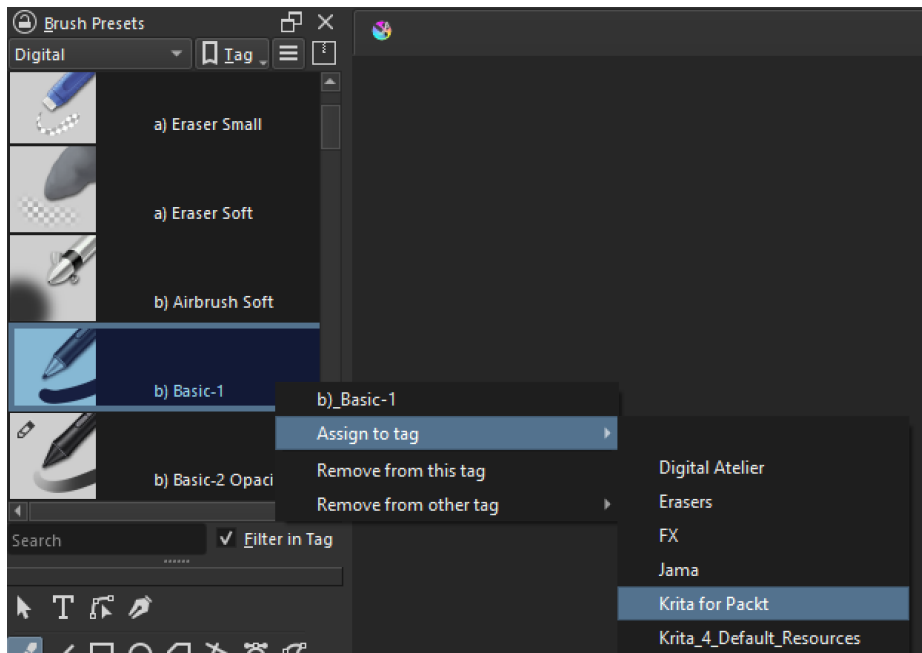 Brush Presets
Digital
Tag
a) Eraser Small
a) Eraser Soft
b) Airbrush Soft
b) Basic-1
b) Basic-2 Opaci
b)_Basic-1
Assign to tag
Remove from this tag
Remove from other tag
Digital Atelier
Erasers
FX
Jama
Krita for Packt
Krita_4_Default_Resources
Search
Filter in Tag